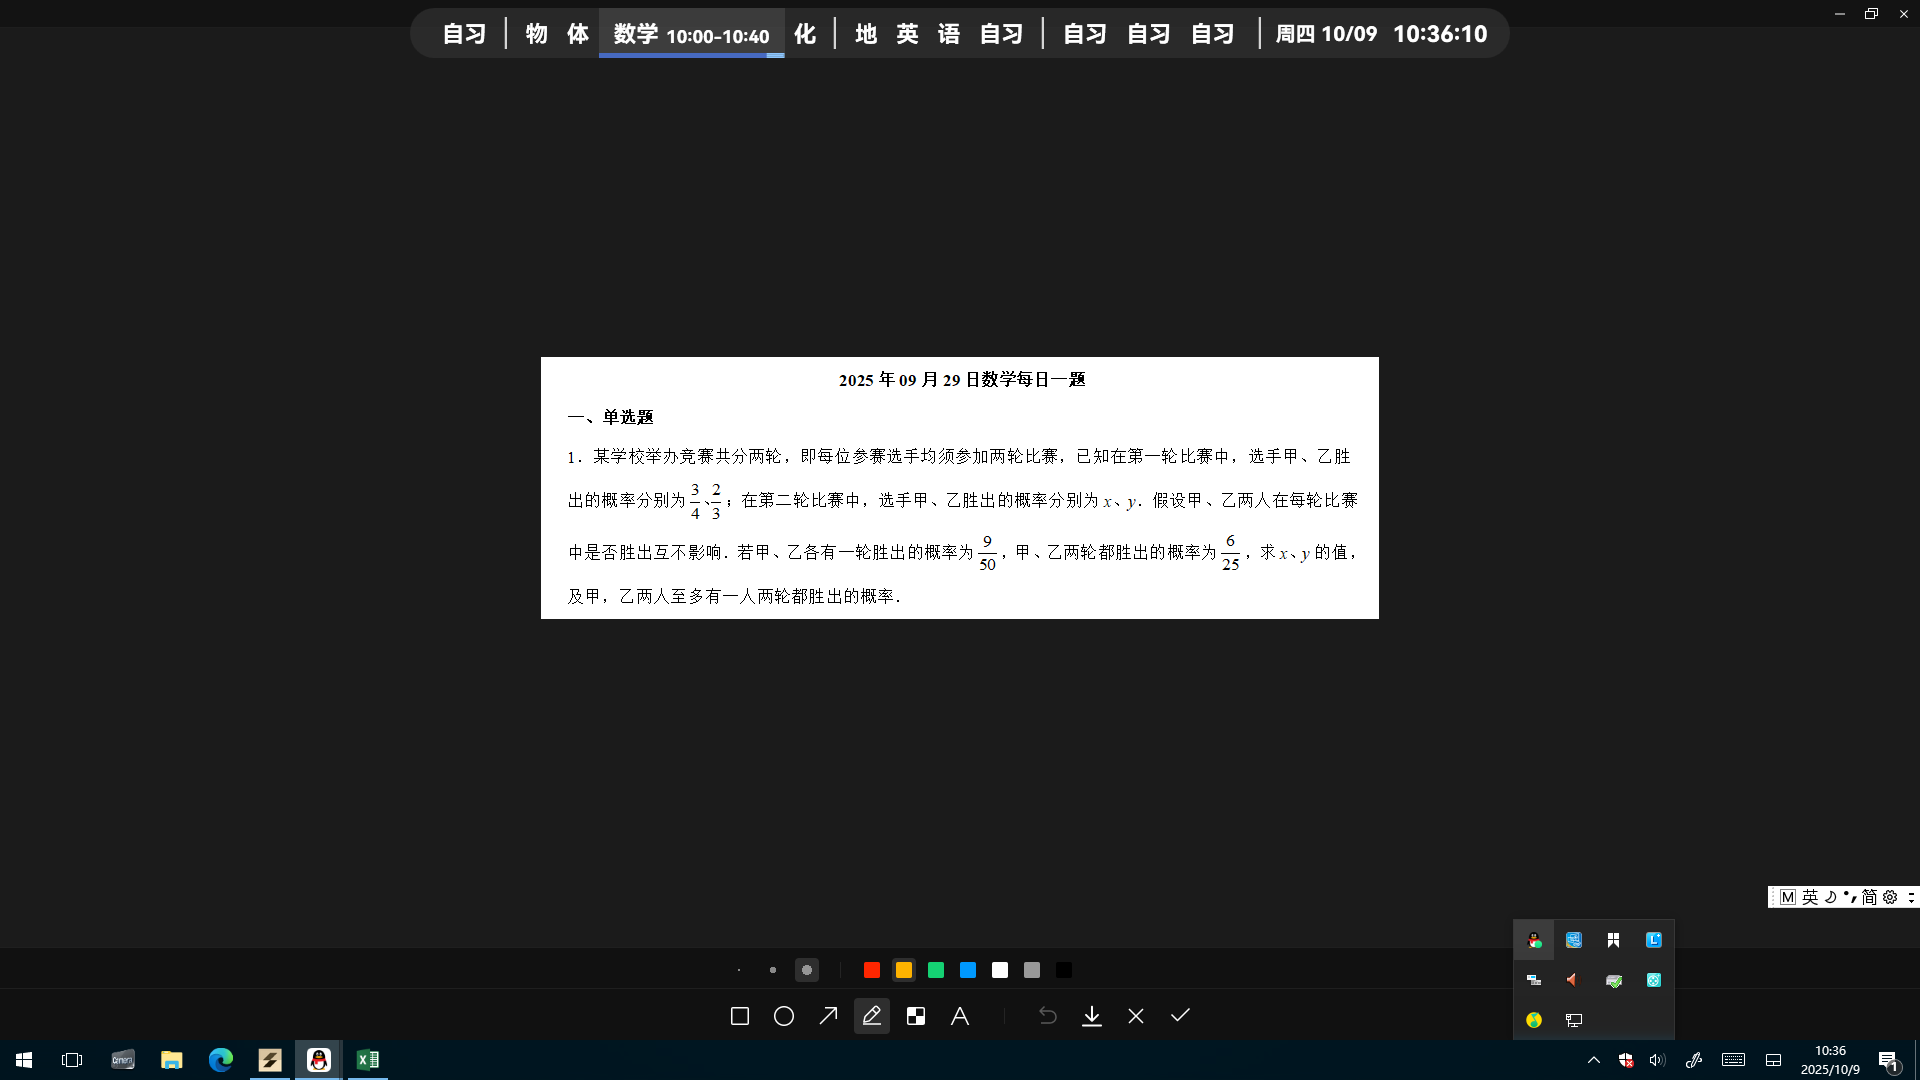 自习 物 体 数学 10:00-10:40 化 地 英 语 自习 自习 自习 自习 周四 10/09 10:36:10
2025 年 09 月 29 日数学每日一题
一、单选题
1．某学校举办竞赛共分两轮，即每位参赛选手均须参加两轮比赛，已知在第一轮比赛中，选手甲、乙胜
出的概率分别为 3/4、2/3；在第二轮比赛中，选手甲、乙胜出的概率分别为 x、y．假设甲、乙两人在每轮比赛
中是否胜出互不影响．若甲、乙各有一轮胜出的概率为 9/50，甲、乙两轮都胜出的概率为 6/25，求 x、y 的值，
及甲，乙两人至多有一人两轮都胜出的概率．
M 英 简
A
10:36
2025/10/9
1